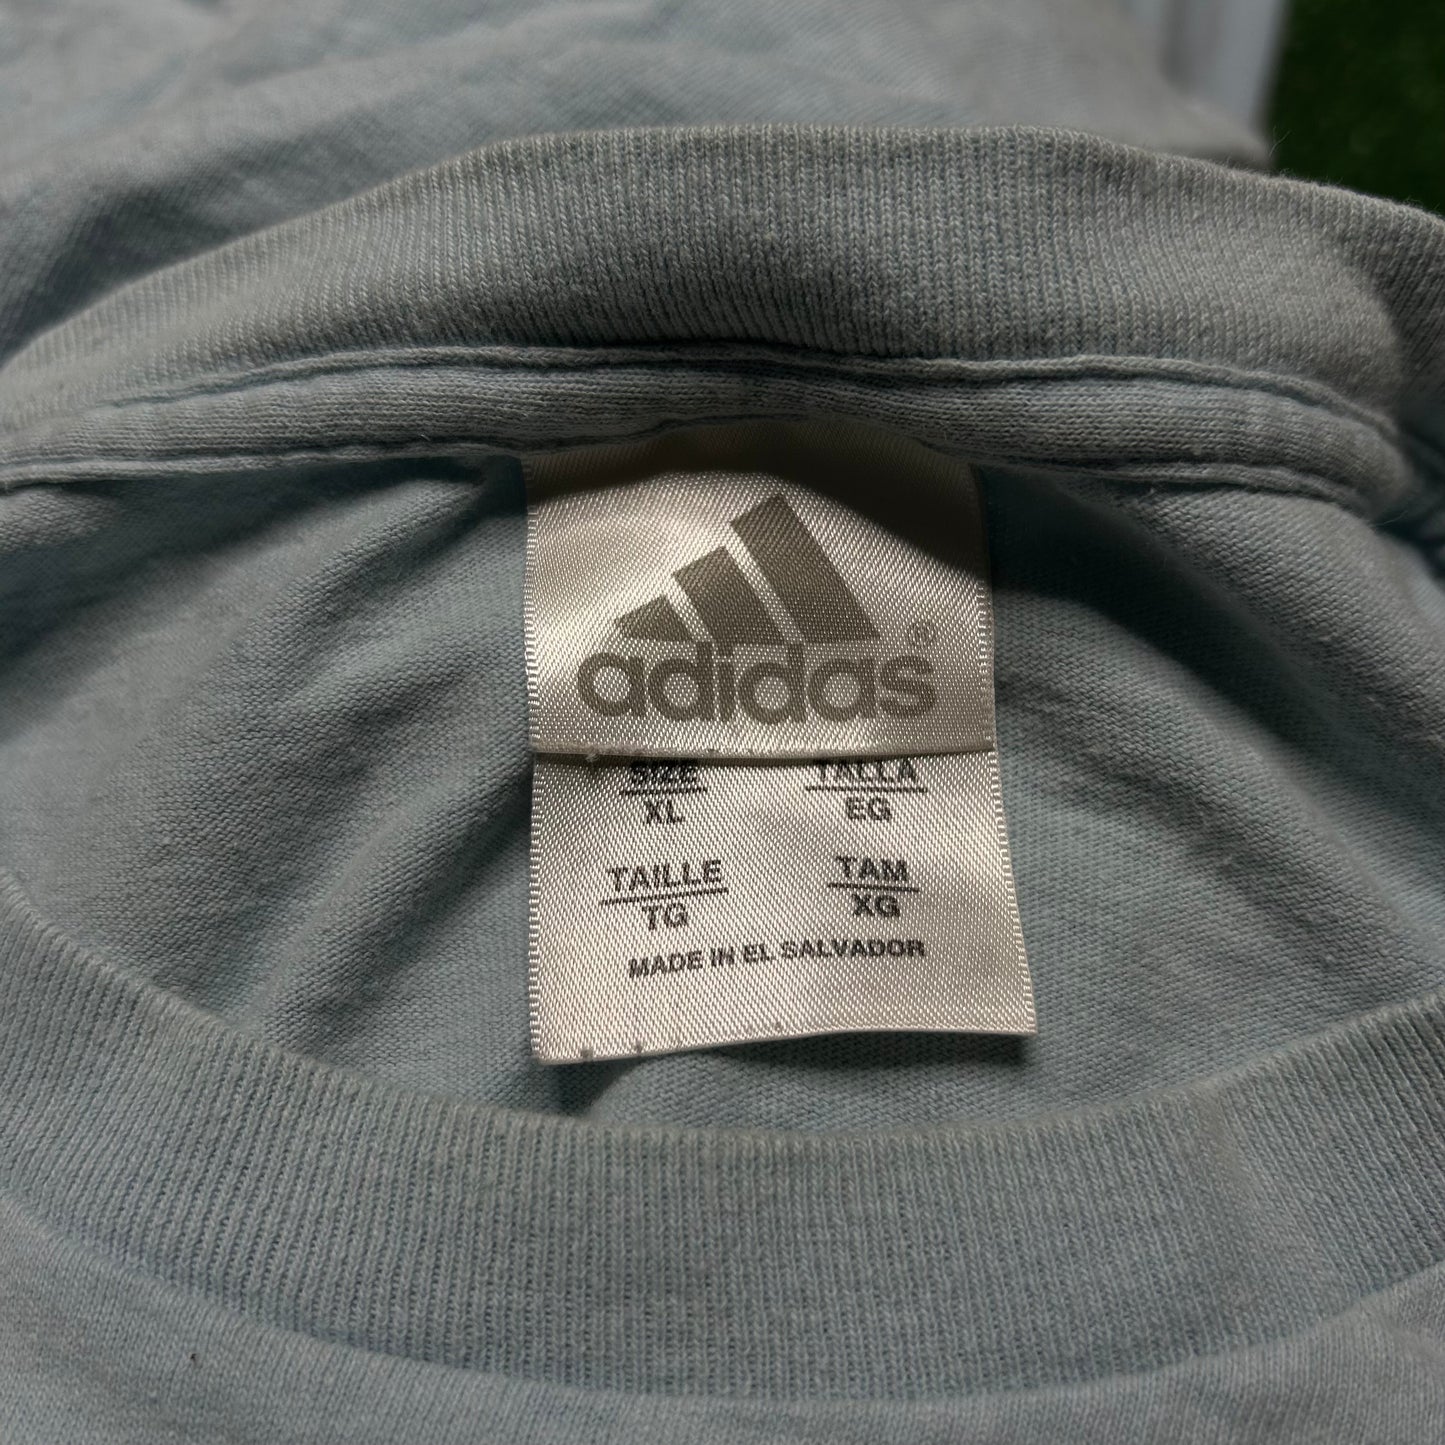 adidas®
SIZE TALLA
XL EG
TAILLE TAM
TG XG
MADE IN EL SALVADOR